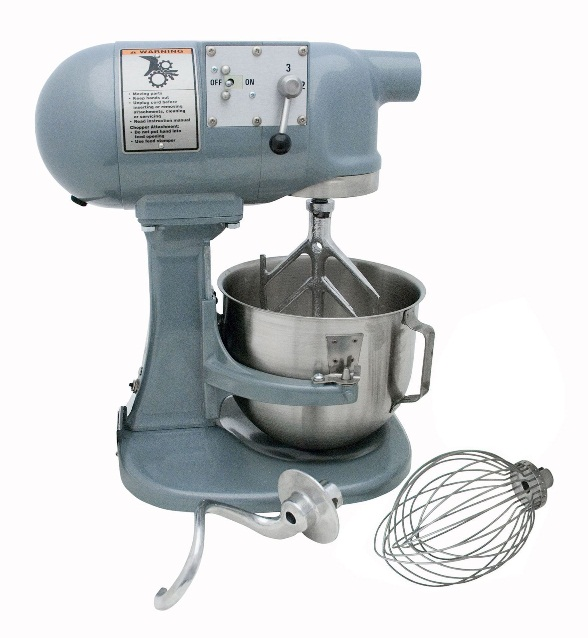 WARNING
• Moving parts
• Keep hands out
• Unplug cord before
inserting or removing
attachments, cleaning
or servicing
• Read instruction manual
Chopper Attachment:
• Do not put hand into
feed opening
• Use feed stomper
OFF ON
3
2